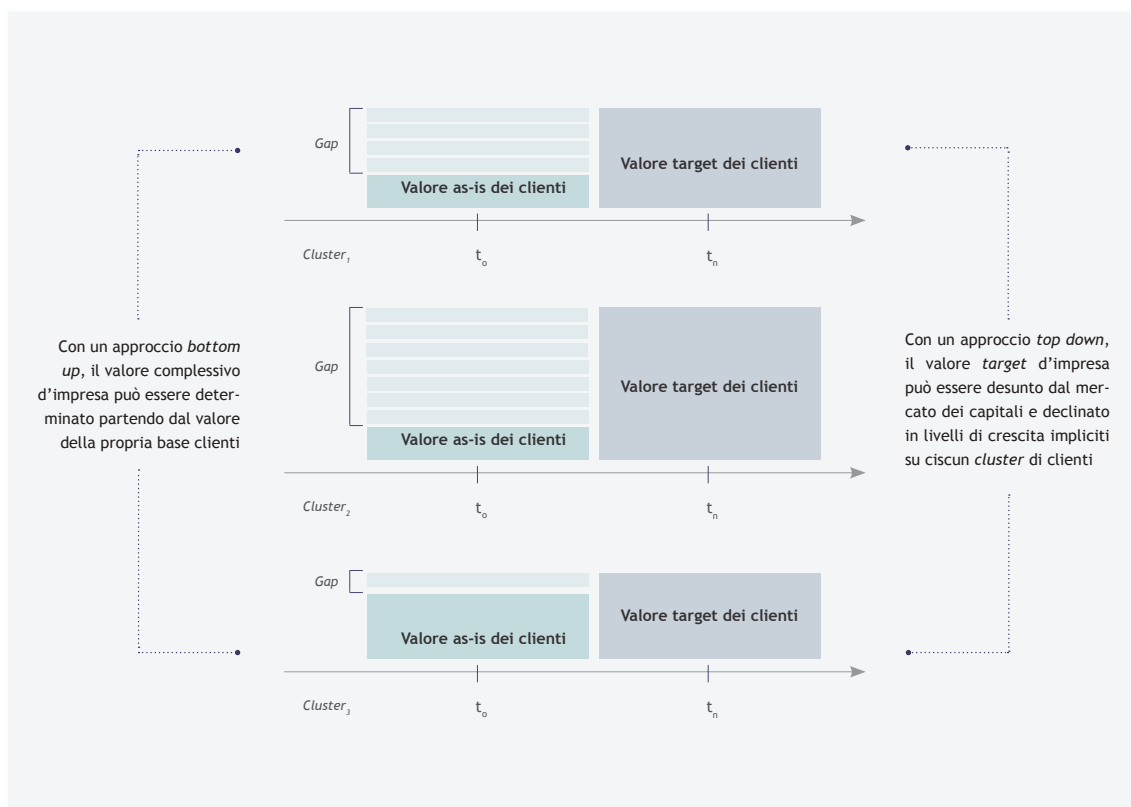 Gap
Valore as-is dei clienti
Valore target dei clienti
Cluster₁
tₒ
tₙ
Con un approccio bottom
up, il valore complessivo
d'impresa può essere deter-
minato partendo dal valore
della propria base clienti
Gap
Valore as-is dei clienti
Valore target dei clienti
Cluster₂
tₒ
tₙ
Con un approccio top down,
il valore target d'impresa
può essere desunto dal mer-
cato dei capitali e declinato
in livelli di crescita impliciti
su ciscun cluster di clienti
Gap
Valore as-is dei clienti
Valore target dei clienti
Cluster₃
tₒ
tₙ